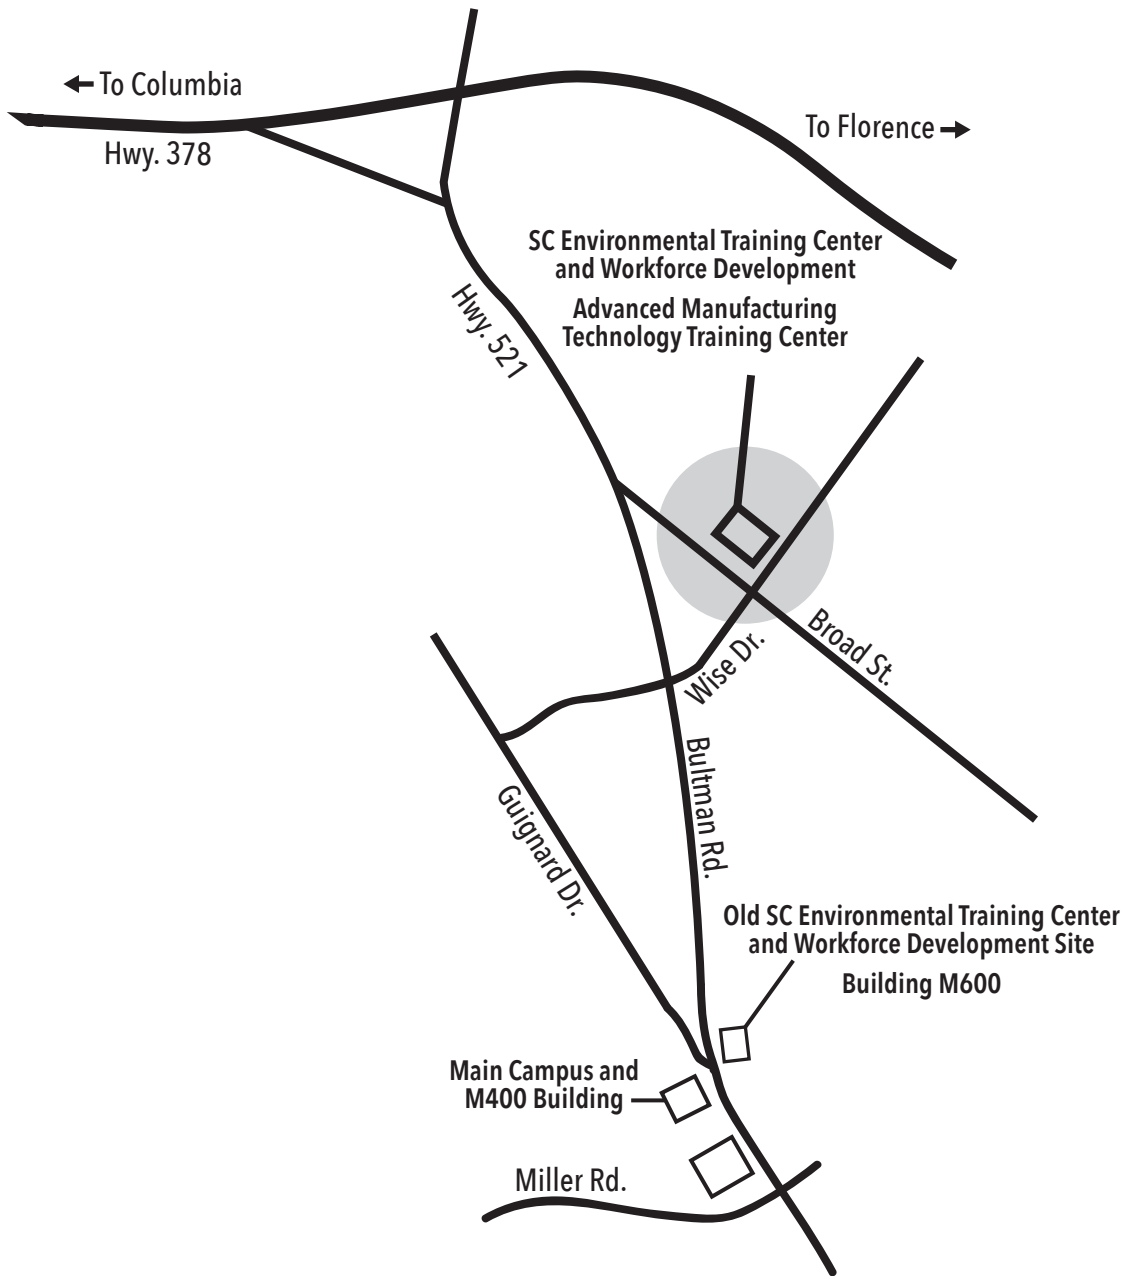 To Columbia
Hwy. 378
To Florence
SC Environmental Training Center
and Workforce Development
Advanced Manufacturing
Technology Training Center
Hwy. 521
Wise Dr.
Broad St.
Bultman Rd.
Guignard Dr.
Old SC Environmental Training Center
and Workforce Development Site
Building M600
Main Campus and
M400 Building
Miller Rd.